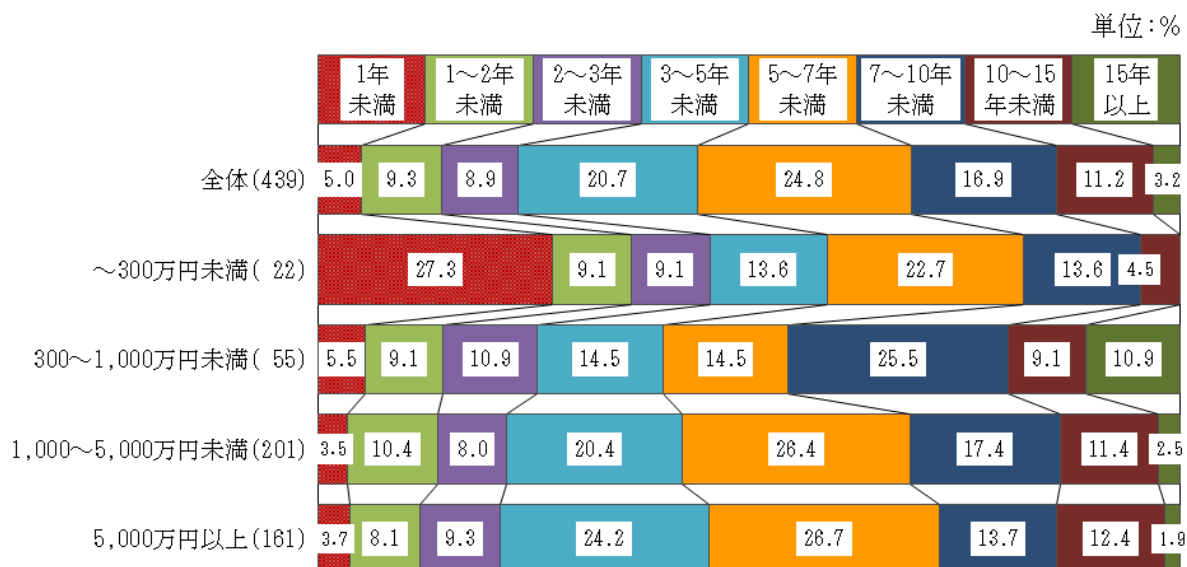 単位:%
1年 1～2年 2～3年 3～5年 5～7年 7～10年 10～15 15年
未満 未満 未満 未満 未満 未満 年未満 以上
全体(439) 5.0 9.3 8.9 20.7 24.8 16.9 11.2 3.2
～300万円未満( 22) 27.3 9.1 9.1 13.6 22.7 13.6 4.5
300～1,000万円未満( 55) 5.5 9.1 10.9 14.5 14.5 25.5 9.1 10.9
1,000～5,000万円未満(201) 3.5 10.4 8.0 20.4 26.4 17.4 11.4 2.5
5,000万円以上(161) 3.7 8.1 9.3 24.2 26.7 13.7 12.4 1.9